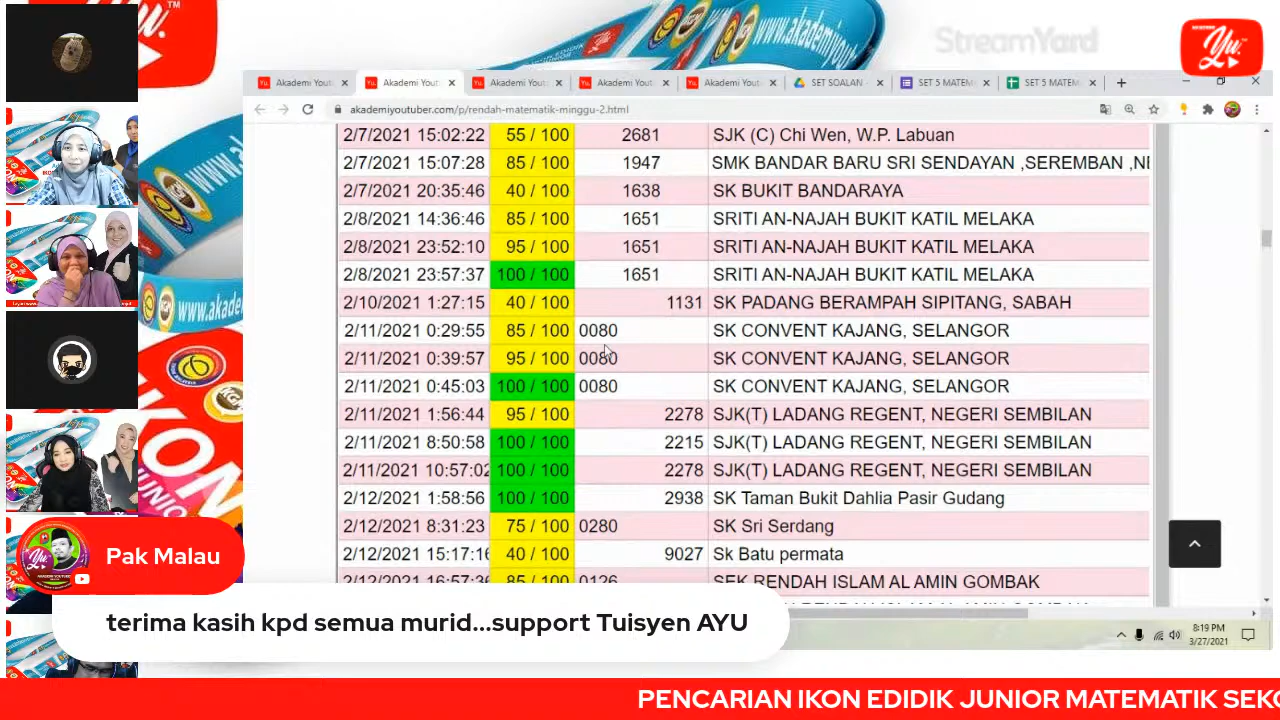 StreamYard
Akademi Yout
Akademi Yout
Akademi Yout
Akademi Yout
Akademi Yout
SET SOALAN -
SET 5 MATEM
SET 5 MATEM
akademiyoutuber.com/p/rendah-matematik-minggu-2.html
2/7/2021 15:02:22 55 / 100 2681 SJK (C) Chi Wen, W.P. Labuan
2/7/2021 15:07:28 85 / 100 1947 SMK BANDAR BARU SRI SENDAYAN ,SEREMBAN ,NE
2/7/2021 20:35:46 40 / 100 1638 SK BUKIT BANDARAYA
2/8/2021 14:36:46 85 / 100 1651 SRITI AN-NAJAH BUKIT KATIL MELAKA
2/8/2021 23:52:10 95 / 100 1651 SRITI AN-NAJAH BUKIT KATIL MELAKA
2/8/2021 23:57:37 100 / 100 1651 SRITI AN-NAJAH BUKIT KATIL MELAKA
2/10/2021 1:27:15 40 / 100 1131 SK PADANG BERAMPAH SIPITANG, SABAH
2/11/2021 0:29:55 85 / 100 0080 SK CONVENT KAJANG, SELANGOR
2/11/2021 0:39:57 95 / 100 0080 SK CONVENT KAJANG, SELANGOR
2/11/2021 0:45:03 100 / 100 0080 SK CONVENT KAJANG, SELANGOR
2/11/2021 1:56:44 95 / 100 2278 SJK(T) LADANG REGENT, NEGERI SEMBILAN
2/11/2021 8:50:58 100 / 100 2215 SJK(T) LADANG REGENT, NEGERI SEMBILAN
2/11/2021 10:57:02 100 / 100 2278 SJK(T) LADANG REGENT, NEGERI SEMBILAN
2/12/2021 1:58:56 100 / 100 2938 SK Taman Bukit Dahlia Pasir Gudang
2/12/2021 8:31:23 75 / 100 0280 SK Sri Serdang
2/12/2021 15:17:16 40 / 100 9027 Sk Batu permata
2/12/2021 16:57:36 85 / 100 0126 SEK RENDAH ISLAM AL AMIN GOMBAK
Pak Malau
terima kasih kpd semua murid...support Tuisyen AYU
8:19 PM
3/27/2021
PENCARIAN IKON EDIDIK JUNIOR MATEMATIK SEKO